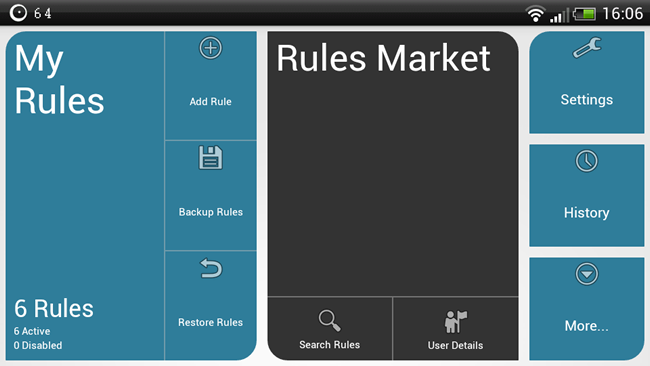 64
16:06
My
Rules
6 Rules
6 Active
0 Disabled
Add Rule
Backup Rules
Restore Rules
Rules Market
Search Rules
User Details
Settings
History
More...